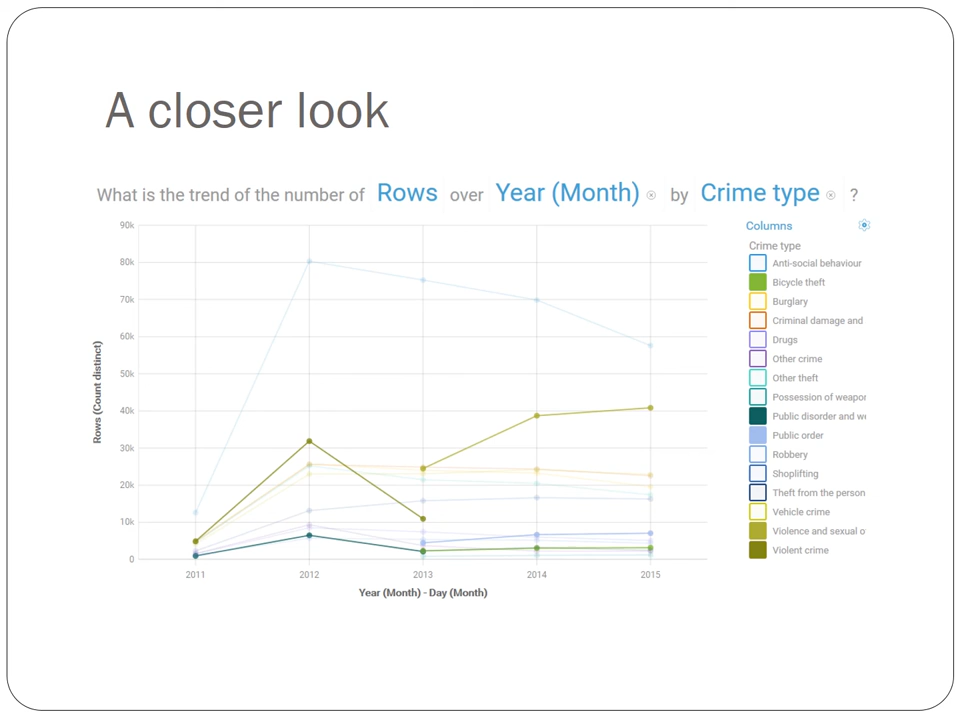 A closer look
What is the trend of the number of Rows over Year (Month) by Crime type ?
Columns
Crime type
Anti-social behaviour
Bicycle theft
Burglary
Criminal damage and
Drugs
Other crime
Other theft
Possession of weapor
Public disorder and we
Public order
Robbery
Shoplifting
Theft from the person
Vehicle crime
Violence and sexual o
Violent crime
Rows (Count distinct)
90k
80k
70k
60k
50k
40k
30k
20k
10k
0
2011 2012 2013 2014 2015
Year (Month) - Day (Month)